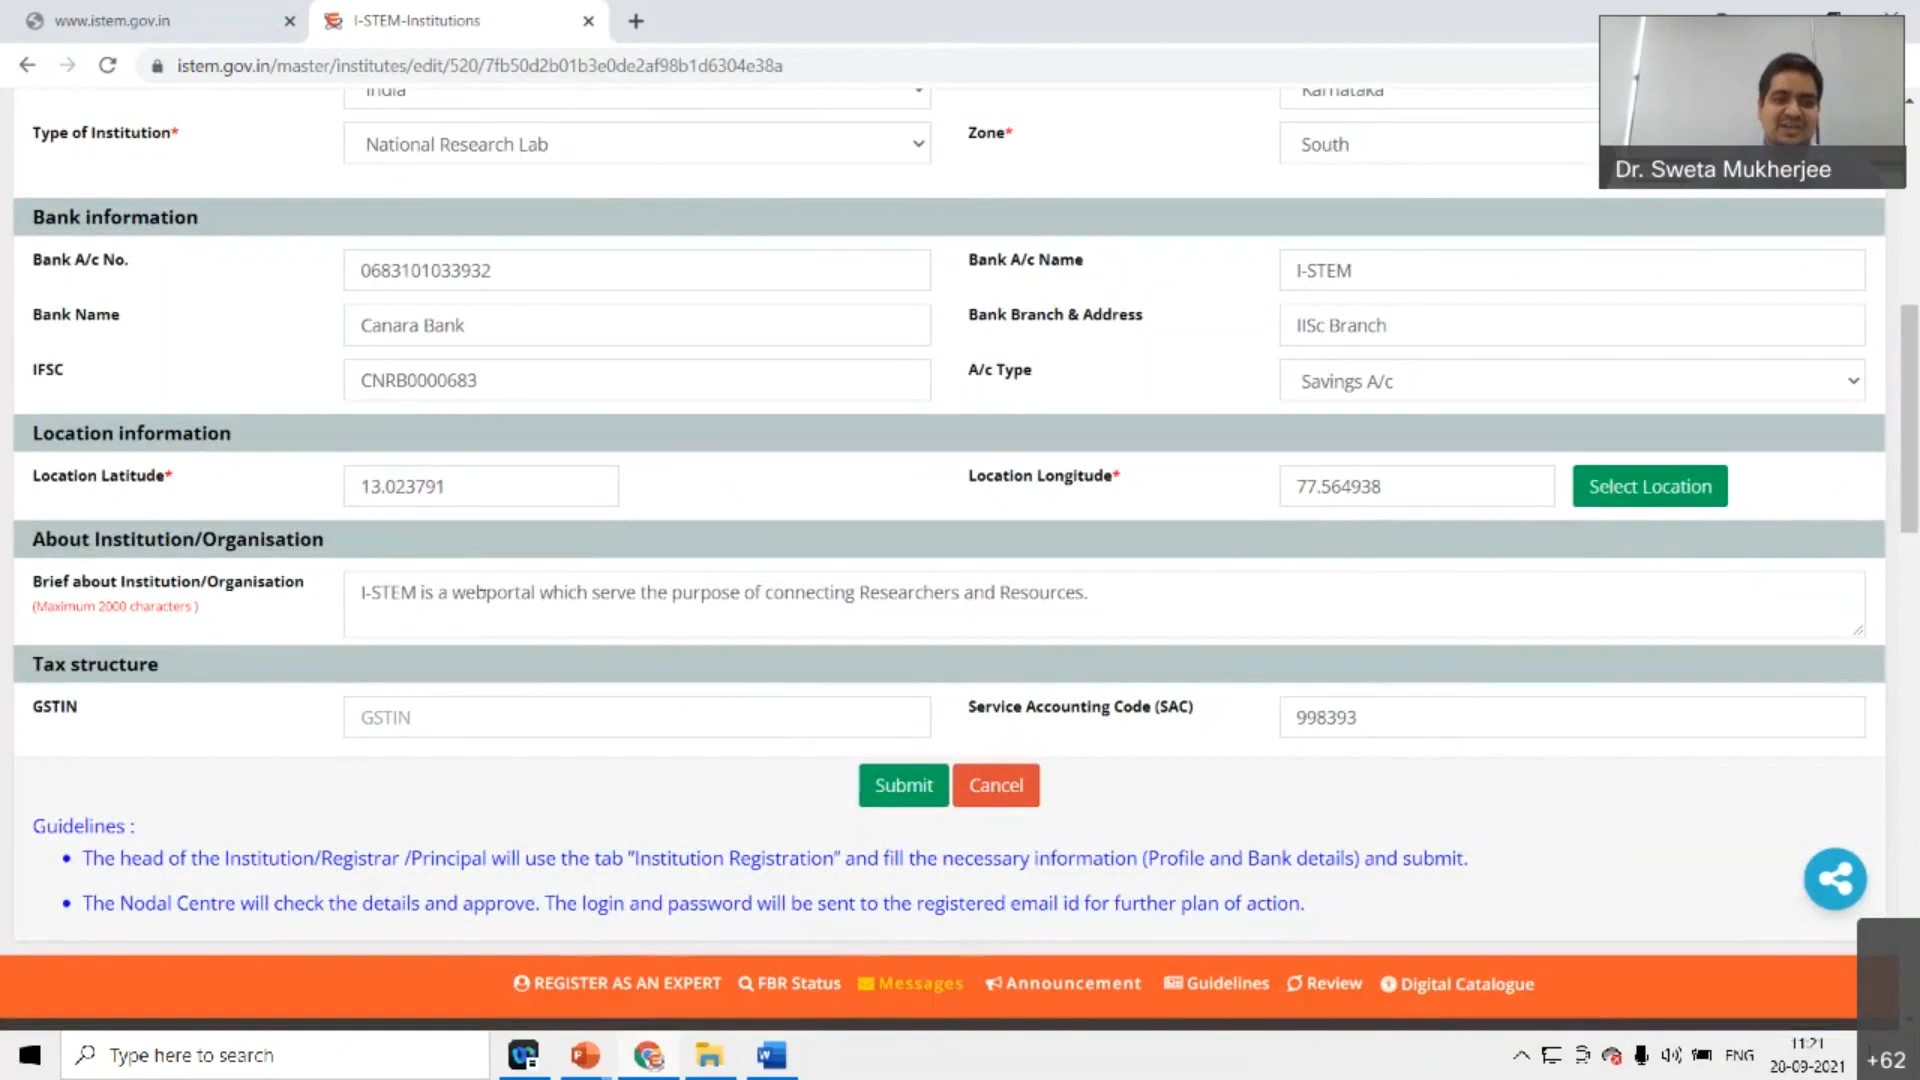 www.istem.gov.in
I-STEM-Institutions
istem.gov.in/master/institutes/edit/520/7fb50d2b01b3e0de2af98b1d6304e38a
India
Karnataka
Type of Institution*
National Research Lab
Zone*
South
Dr. Sweta Mukherjee
Bank information
Bank A/c No.
0683101033932
Bank A/c Name
I-STEM
Bank Name
Canara Bank
Bank Branch & Address
IISc Branch
IFSC
CNRB0000683
A/c Type
Savings A/c
Location information
Location Latitude*
13.023791
Location Longitude*
77.564938
Select Location
About Institution/Organisation
Brief about Institution/Organisation
(Maximum 2000 characters )
I-STEM is a webportal which serve the purpose of connecting Researchers and Resources.
Tax structure
GSTIN
GSTIN
Service Accounting Code (SAC)
998393
Submit
Cancel
Guidelines :
The head of the Institution/Registrar /Principal will use the tab "Institution Registration" and fill the necessary information (Profile and Bank details) and submit.
The Nodal Centre will check the details and approve. The login and password will be sent to the registered email id for further plan of action.
REGISTER AS AN EXPERT
FBR Status
Messages
Announcement
Guidelines
Review
Digital Catalogue
Type here to search
ENG
11:21
20-09-2021
+62